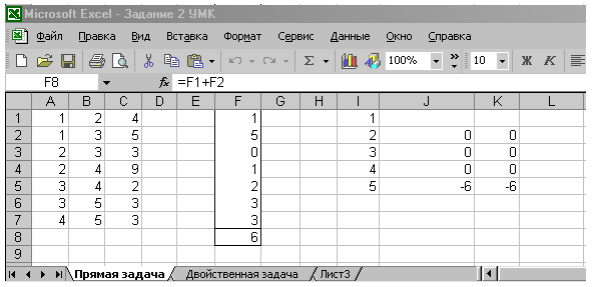 Microsoft Excel - Задание 2 УМК
Файл Правка Вид Вставка Формат Сервис Данные Окно Справка
100% 10 Ж К
F8 fx =F1+F2
A B C D E F G H I J K L
1 1 2 4 1 1
2 1 3 5 5 2 0 0
3 2 3 3 0 3 0 0
4 2 4 9 1 4 0 0
5 3 4 2 2 5 -6 -6
6 3 5 3 3
7 4 5 3 3
8 6
9
Прямая задача Двойственная задача Лист3